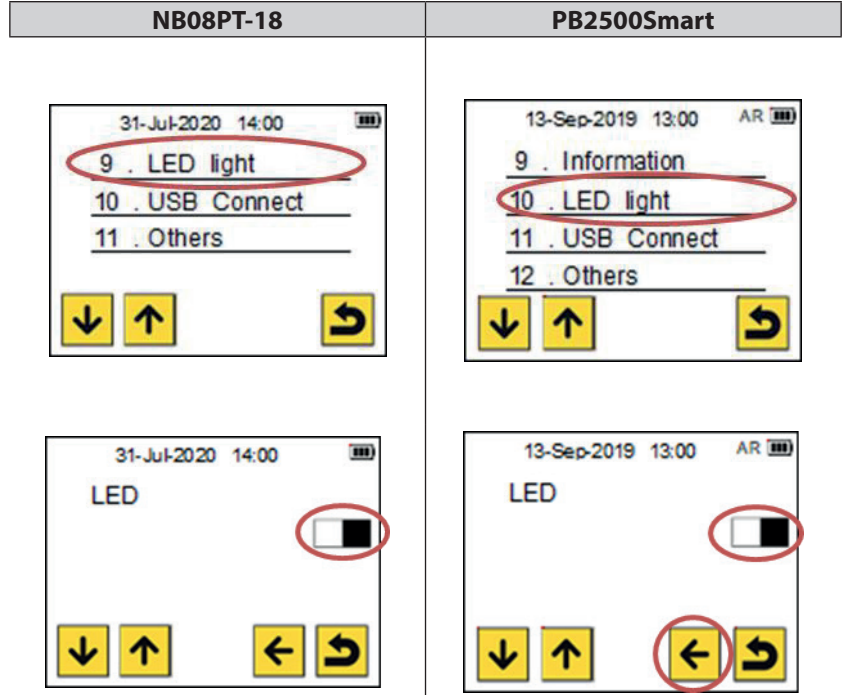 NB08PT-18 PB2500Smart
31-Jul-2020 14:00
9 . LED light
10 . USB Connect
11 . Others
13-Sep-2019 13:00 AR
9 . Information
10 . LED light
11 . USB Connect
12 . Others
31-Jul-2020 14:00
LED
13-Sep-2019 13:00 AR
LED